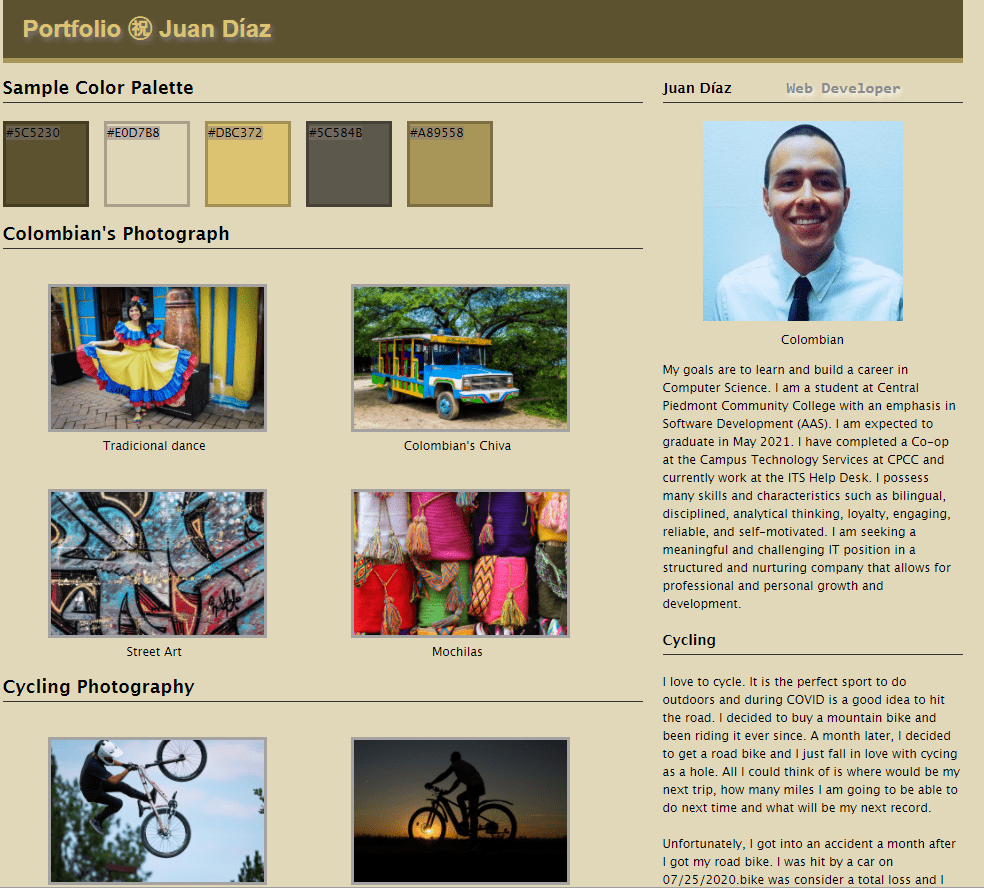 Portfolio ㊗ Juan Díaz
Sample Color Palette
#5C5230
#E0D7B8
#DBC372
#5C584B
#A89558
Colombian's Photograph
Tradicional dance
Colombian's Chiva
Street Art
Mochilas
Cycling Photography
Juan Díaz
Web Developer
Colombian
My goals are to learn and build a career in
Computer Science. I am a student at Central
Piedmont Community College with an emphasis in
Software Development (AAS). I am expected to
graduate in May 2021. I have completed a Co-op
at the Campus Technology Services at CPCC and
currently work at the ITS Help Desk. I possess
many skills and characteristics such as bilingual,
disciplined, analytical thinking, loyalty, engaging,
reliable, and self-motivated. I am seeking a
meaningful and challenging IT position in a
structured and nurturing company that allows for
professional and personal growth and
development.
Cycling
I love to cycle. It is the perfect sport to do
outdoors and during COVID is a good idea to hit
the road. I decided to buy a mountain bike and
been riding it ever since. A month later, I decided
to get a road bike and I just fall in love with cycing
as a hole. All I could think of is where would be my
next trip, how many miles I am going to be able to
do next time and what will be my next record.
Unfortunately, I got into an accident a month after
I got my road bike. I was hit by a car on
07/25/2020.bike was consider a total loss and I